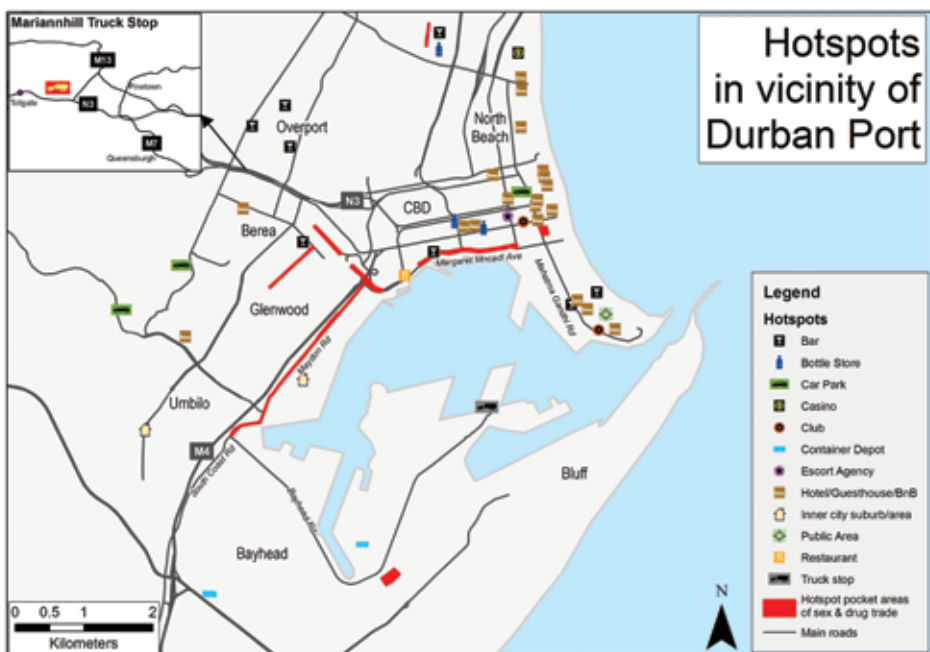 Mariannhill Truck Stop
M13
Pinetown
Tollgate
N3
M7
Queensburgh
Hotspots
in vicinity of
Durban Port
Overport
North
Beach
N3
CBD
Berea
Margaret Mncadi Ave
Mahatma Gandhi Rd
Glenwood
Maydon Rd
Umbilo
M4
South Coast Rd
Bayhead Rd
Bluff
Bayhead
0 0.5 1 2
Kilometers
N
Legend
Hotspots
Bar
Bottle Store
Car Park
Casino
Club
Container Depot
Escort Agency
Hotel/Guesthouse/BnB
Inner city suburb/area
Public Area
Restaurant
Truck stop
Hotspot pocket areas
of sex & drug trade
Main roads